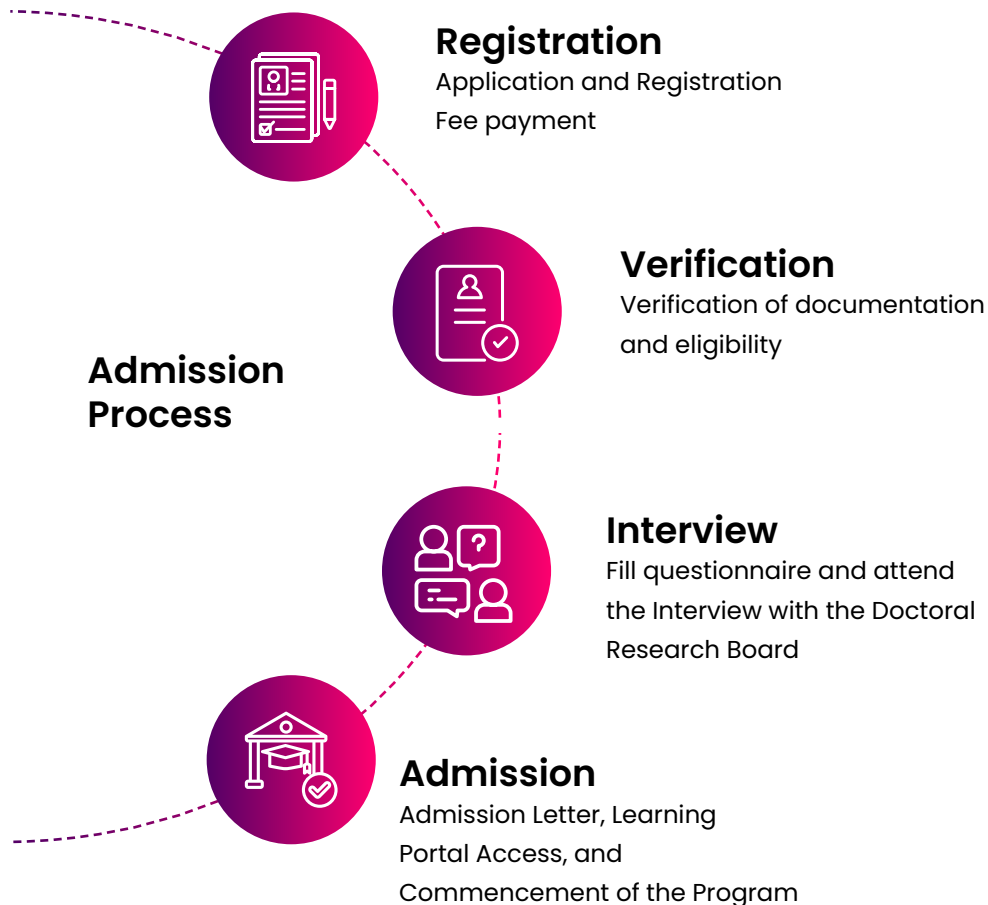 Registration
Application and Registration
Fee payment
Verification
Verification of documentation
and eligibility
Admission
Process
Interview
Fill questionnaire and attend
the Interview with the Doctoral
Research Board
Admission
Admission Letter, Learning
Portal Access, and
Commencement of the Program